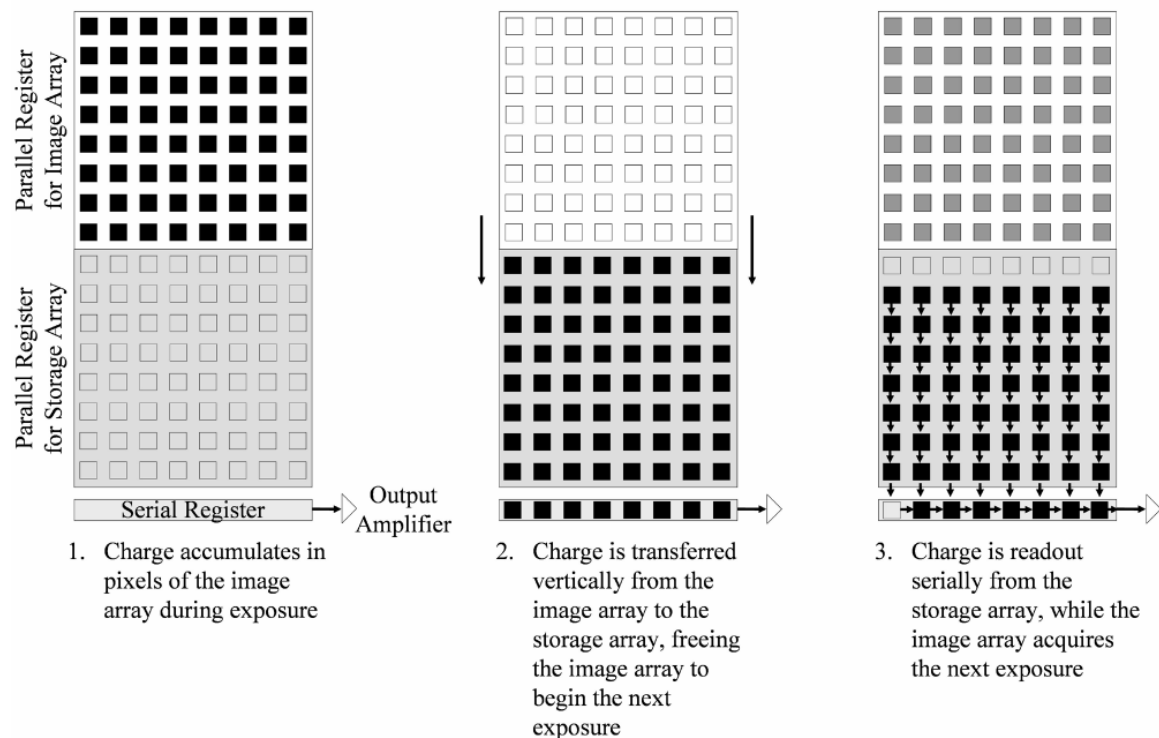 Parallel Register
for Image Array
Parallel Register
for Storage Array
Serial Register
Output
Amplifier
1. Charge accumulates in
pixels of the image
array during exposure
2. Charge is transferred
vertically from the
image array to the
storage array, freeing
the image array to
begin the next
exposure
3. Charge is readout
serially from the
storage array, while the
image array acquires
the next exposure